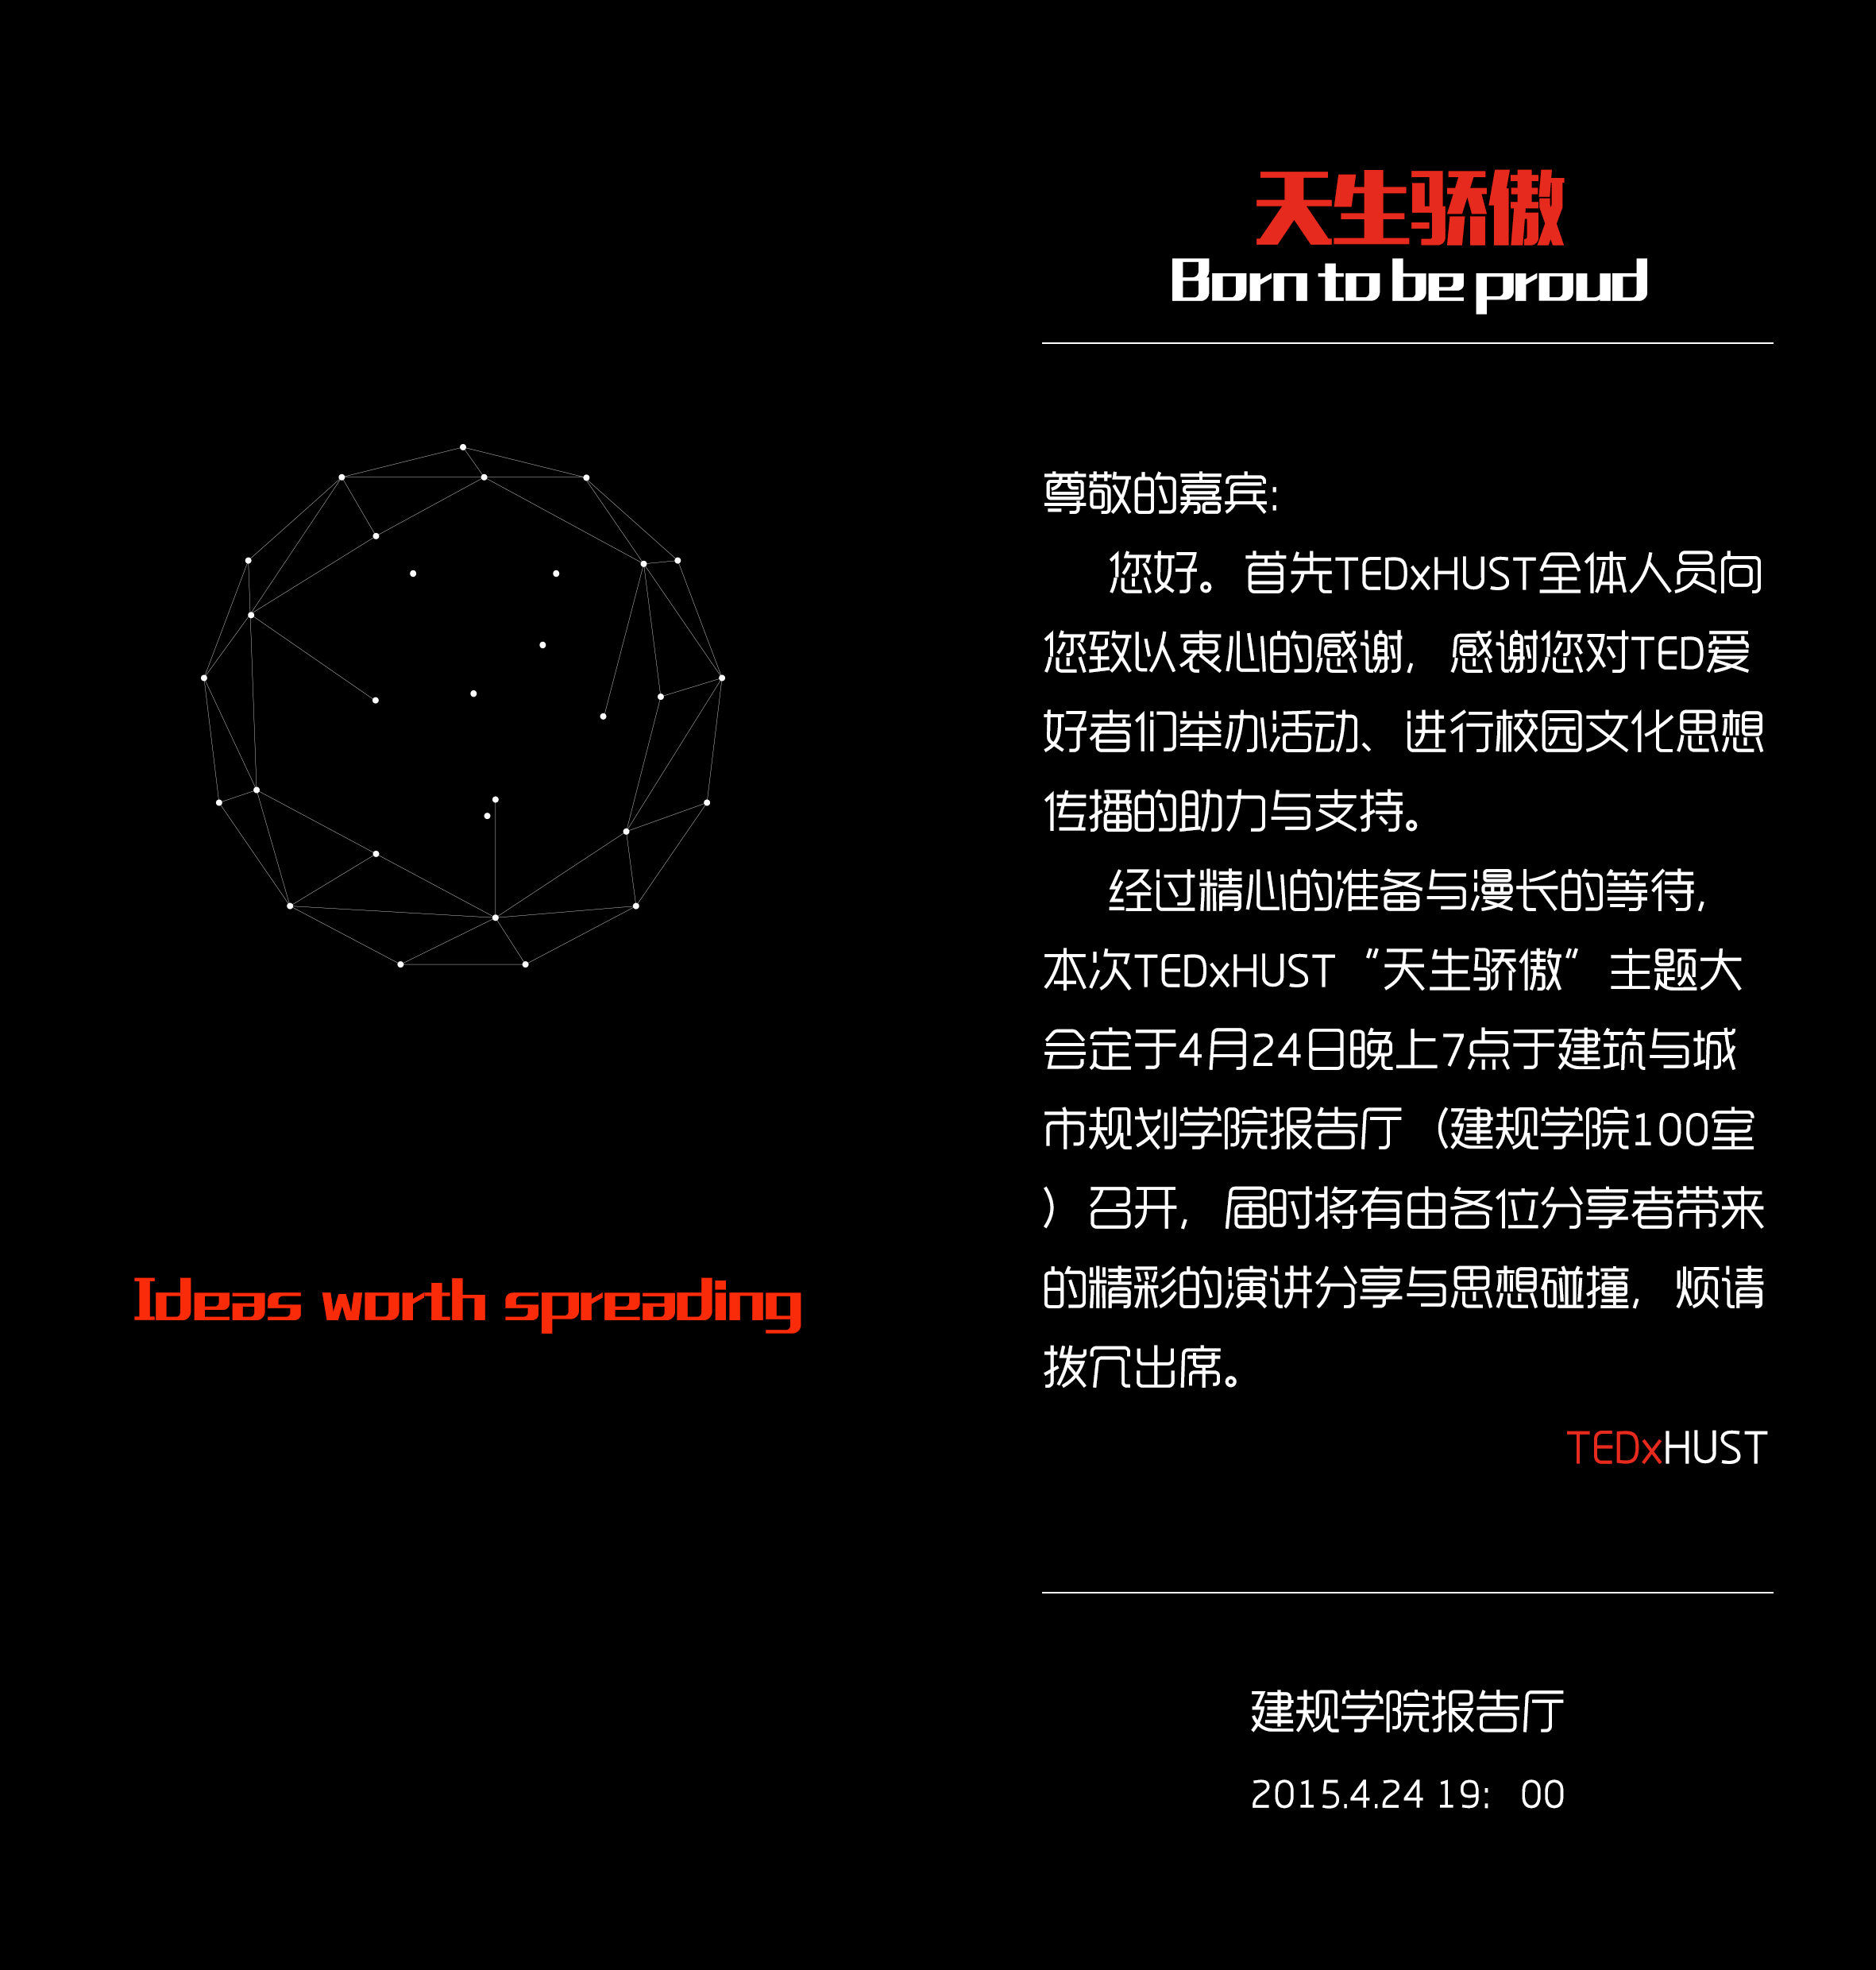 Ideas worth spreading
天生骄傲
Born to be proud
尊敬的嘉宾:
您好。首先TEDxHUST全体人员向
您致以衷心的感谢，感谢您对TED爱
好者们举办活动、进行校园文化思想
传播的助力与支持。
经过精心的准备与漫长的等待，
本次TEDxHUST“天生骄傲”主题大
会定于4月24日晚上7点于建筑与城
市规划学院报告厅（建规学院100室
）召开，届时将有由各位分享者带来
的精彩的演讲分享与思想碰撞，烦请
拨冗出席。
TEDxHUST
建规学院报告厅
2015.4.24 19：00